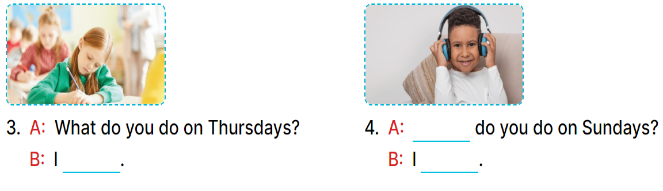 3. A: What do you do on Thursdays?
B: I ______.
4. A: ______ do you do on Sundays?
B: I ______.